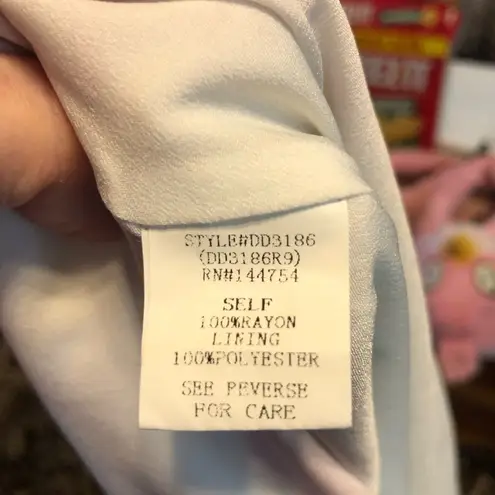 STYLE#DD3186
(DD3186R9)
RN#144754
SELF
100%RAYON
LINING
100%POLYESTER
SEE PEVERSE
FOR CARE